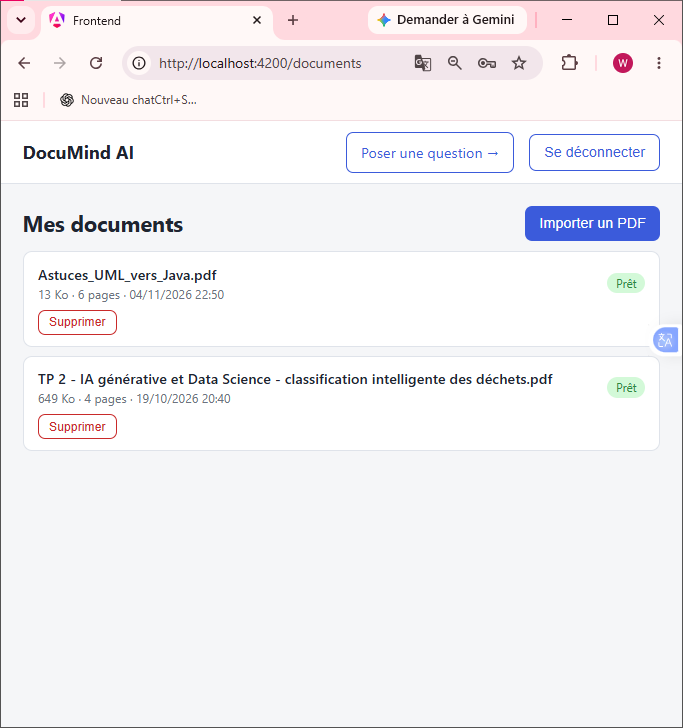 Frontend
Demander à Gemini
http://localhost:4200/documents
W
Nouveau chatCtrl+S...
DocuMind AI
Poser une question →
Se déconnecter
Mes documents
Importer un PDF
Astuces_UML_vers_Java.pdf
Prêt
13 Ko · 6 pages · 04/11/2026 22:50
Supprimer
TP 2 - IA générative et Data Science - classification intelligente des déchets.pdf
Prêt
649 Ko · 4 pages · 19/10/2026 20:40
Supprimer